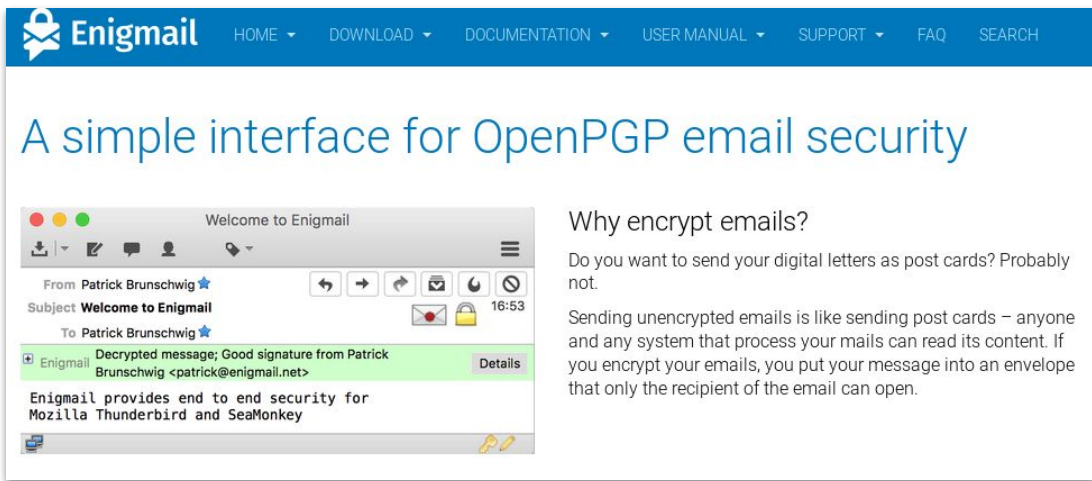 Enigmail HOME DOWNLOAD DOCUMENTATION USER MANUAL SUPPORT FAQ SEARCH
A simple interface for OpenPGP email security
Welcome to Enigmail
From Patrick Brunschwig
Subject Welcome to Enigmail
16:53
To Patrick Brunschwig
Enigmail Decrypted message; Good signature from Patrick
Brunschwig <patrick@enigmail.net>
Details
Enigmail provides end to end security for
Mozilla Thunderbird and SeaMonkey
Why encrypt emails?
Do you want to send your digital letters as post cards? Probably
not.
Sending unencrypted emails is like sending post cards – anyone
and any system that process your mails can read its content. If
you encrypt your emails, you put your message into an envelope
that only the recipient of the email can open.